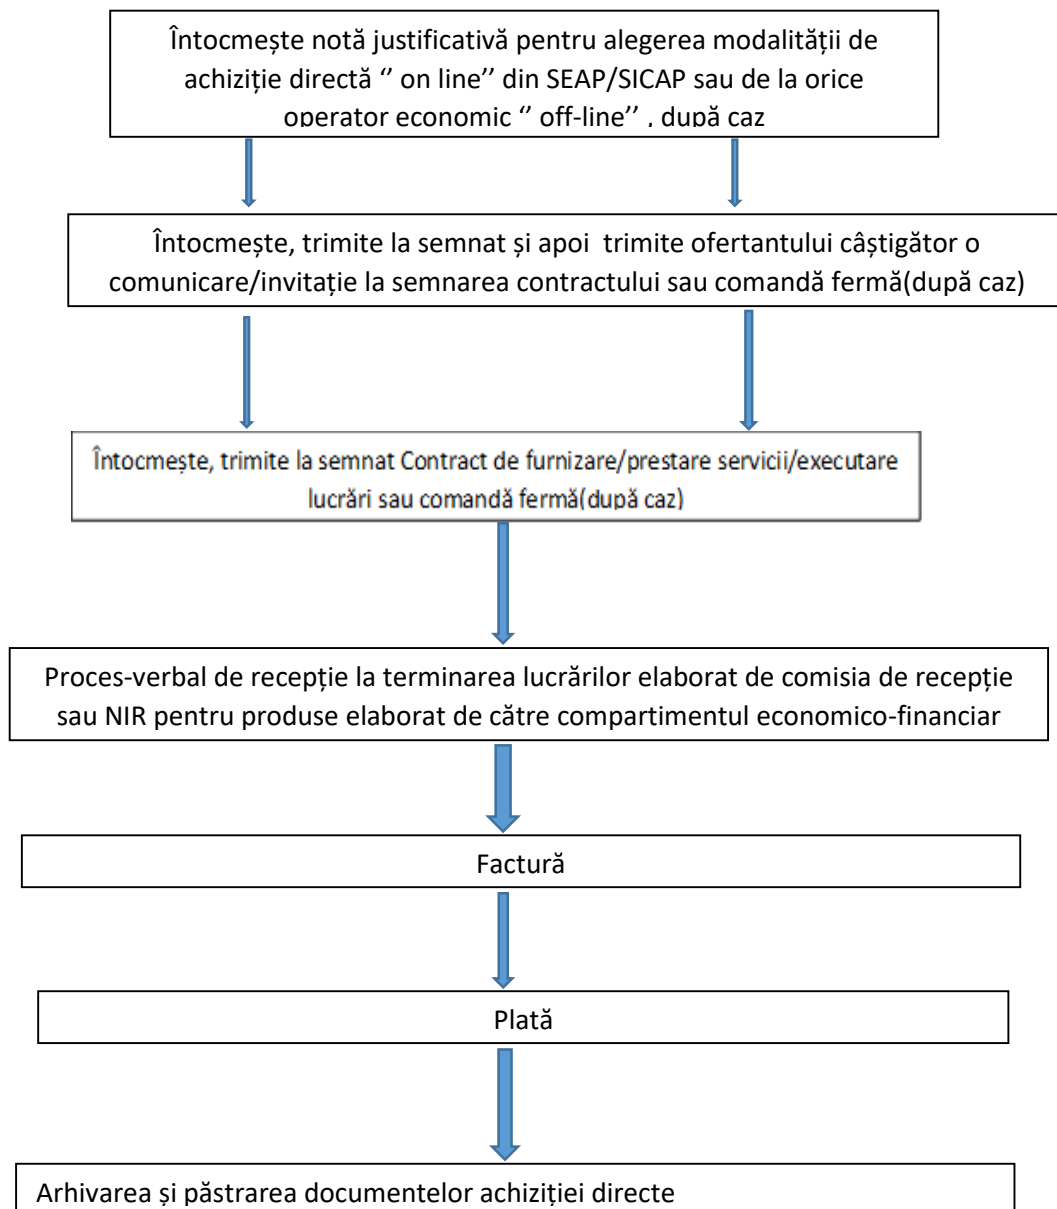 Întocmește notă justificativă pentru alegerea modalității de
achiziție directă ‘’ on line’’ din SEAP/SICAP sau de la orice
operator economic ‘’ off-line’’ , după caz
Întocmește, trimite la semnat și apoi  trimite ofertantului câștigător o
comunicare/invitație la semnarea contractului sau comandă fermă(după caz)
Întocmește, trimite la semnat Contract de furnizare/prestare servicii/executare
lucrări sau comandă fermă(după caz)
Proces-verbal de recepție la terminarea lucrărilor elaborat de comisia de recepție
sau NIR pentru produse elaborat de către compartimentul economico-financiar
Factură
Plată
Arhivarea și păstrarea documentelor achiziției directe